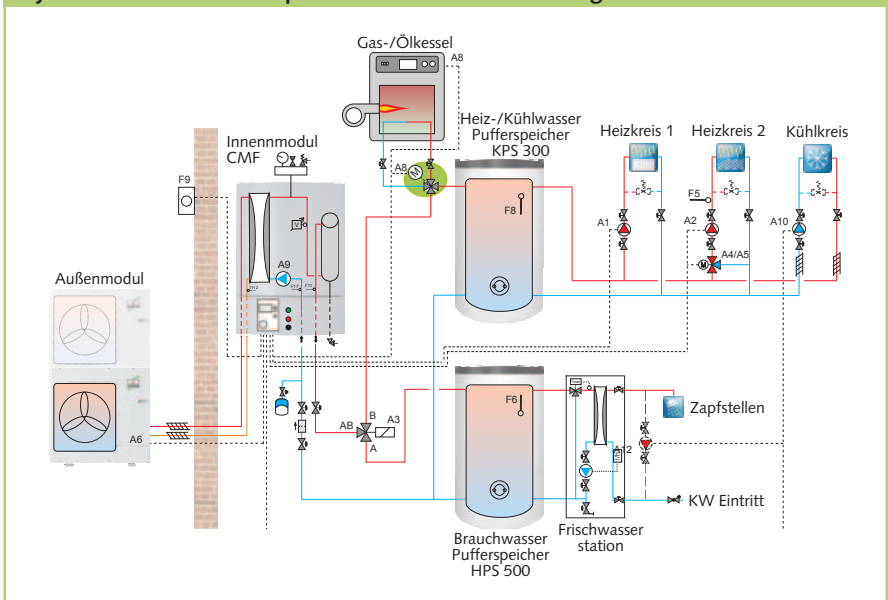 Gas-/Ölkessel
A8
Heiz-/Kühlwasser
Pufferspeicher
KPS 300
Heizkreis 1
Heizkreis 2
Kühlkreis
Innennmodul
CMF
A8
M
F9
F8
F5
A1
A2
A10
V
A9
A4/A5
M
Außenmodul
A6
B
AB
A3
A
F6
Zapfstellen
A12
KW Eintritt
Frischwasser
station
Brauchwasser
Pufferspeicher
HPS 500